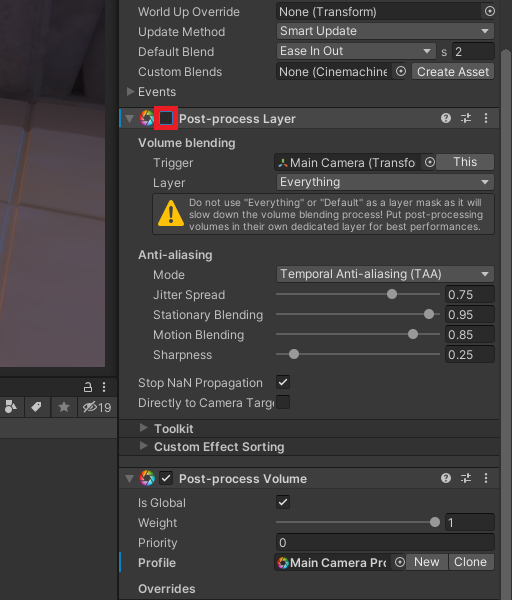 World Up Override None (Transform)
Update Method Smart Update
Default Blend Ease In Out s 2
Custom Blends None (Cinemachine Create Asset
Events
Post-process Layer
Volume blending
Trigger Main Camera (Transfo This
Layer Everything
Do not use "Everything" or "Default" as a layer mask as it will
slow down the volume blending process! Put post-processing
volumes in their own dedicated layer for best performances.
Anti-aliasing
Mode Temporal Anti-aliasing (TAA)
Jitter Spread 0.75
Stationary Blending 0.95
Motion Blending 0.85
Sharpness 0.25
Stop NaN Propagation
Directly to Camera Targe
19
Toolkit
Custom Effect Sorting
Post-process Volume
Is Global
Weight 1
Priority 0
Profile Main Camera Pro New Clone
Overrides